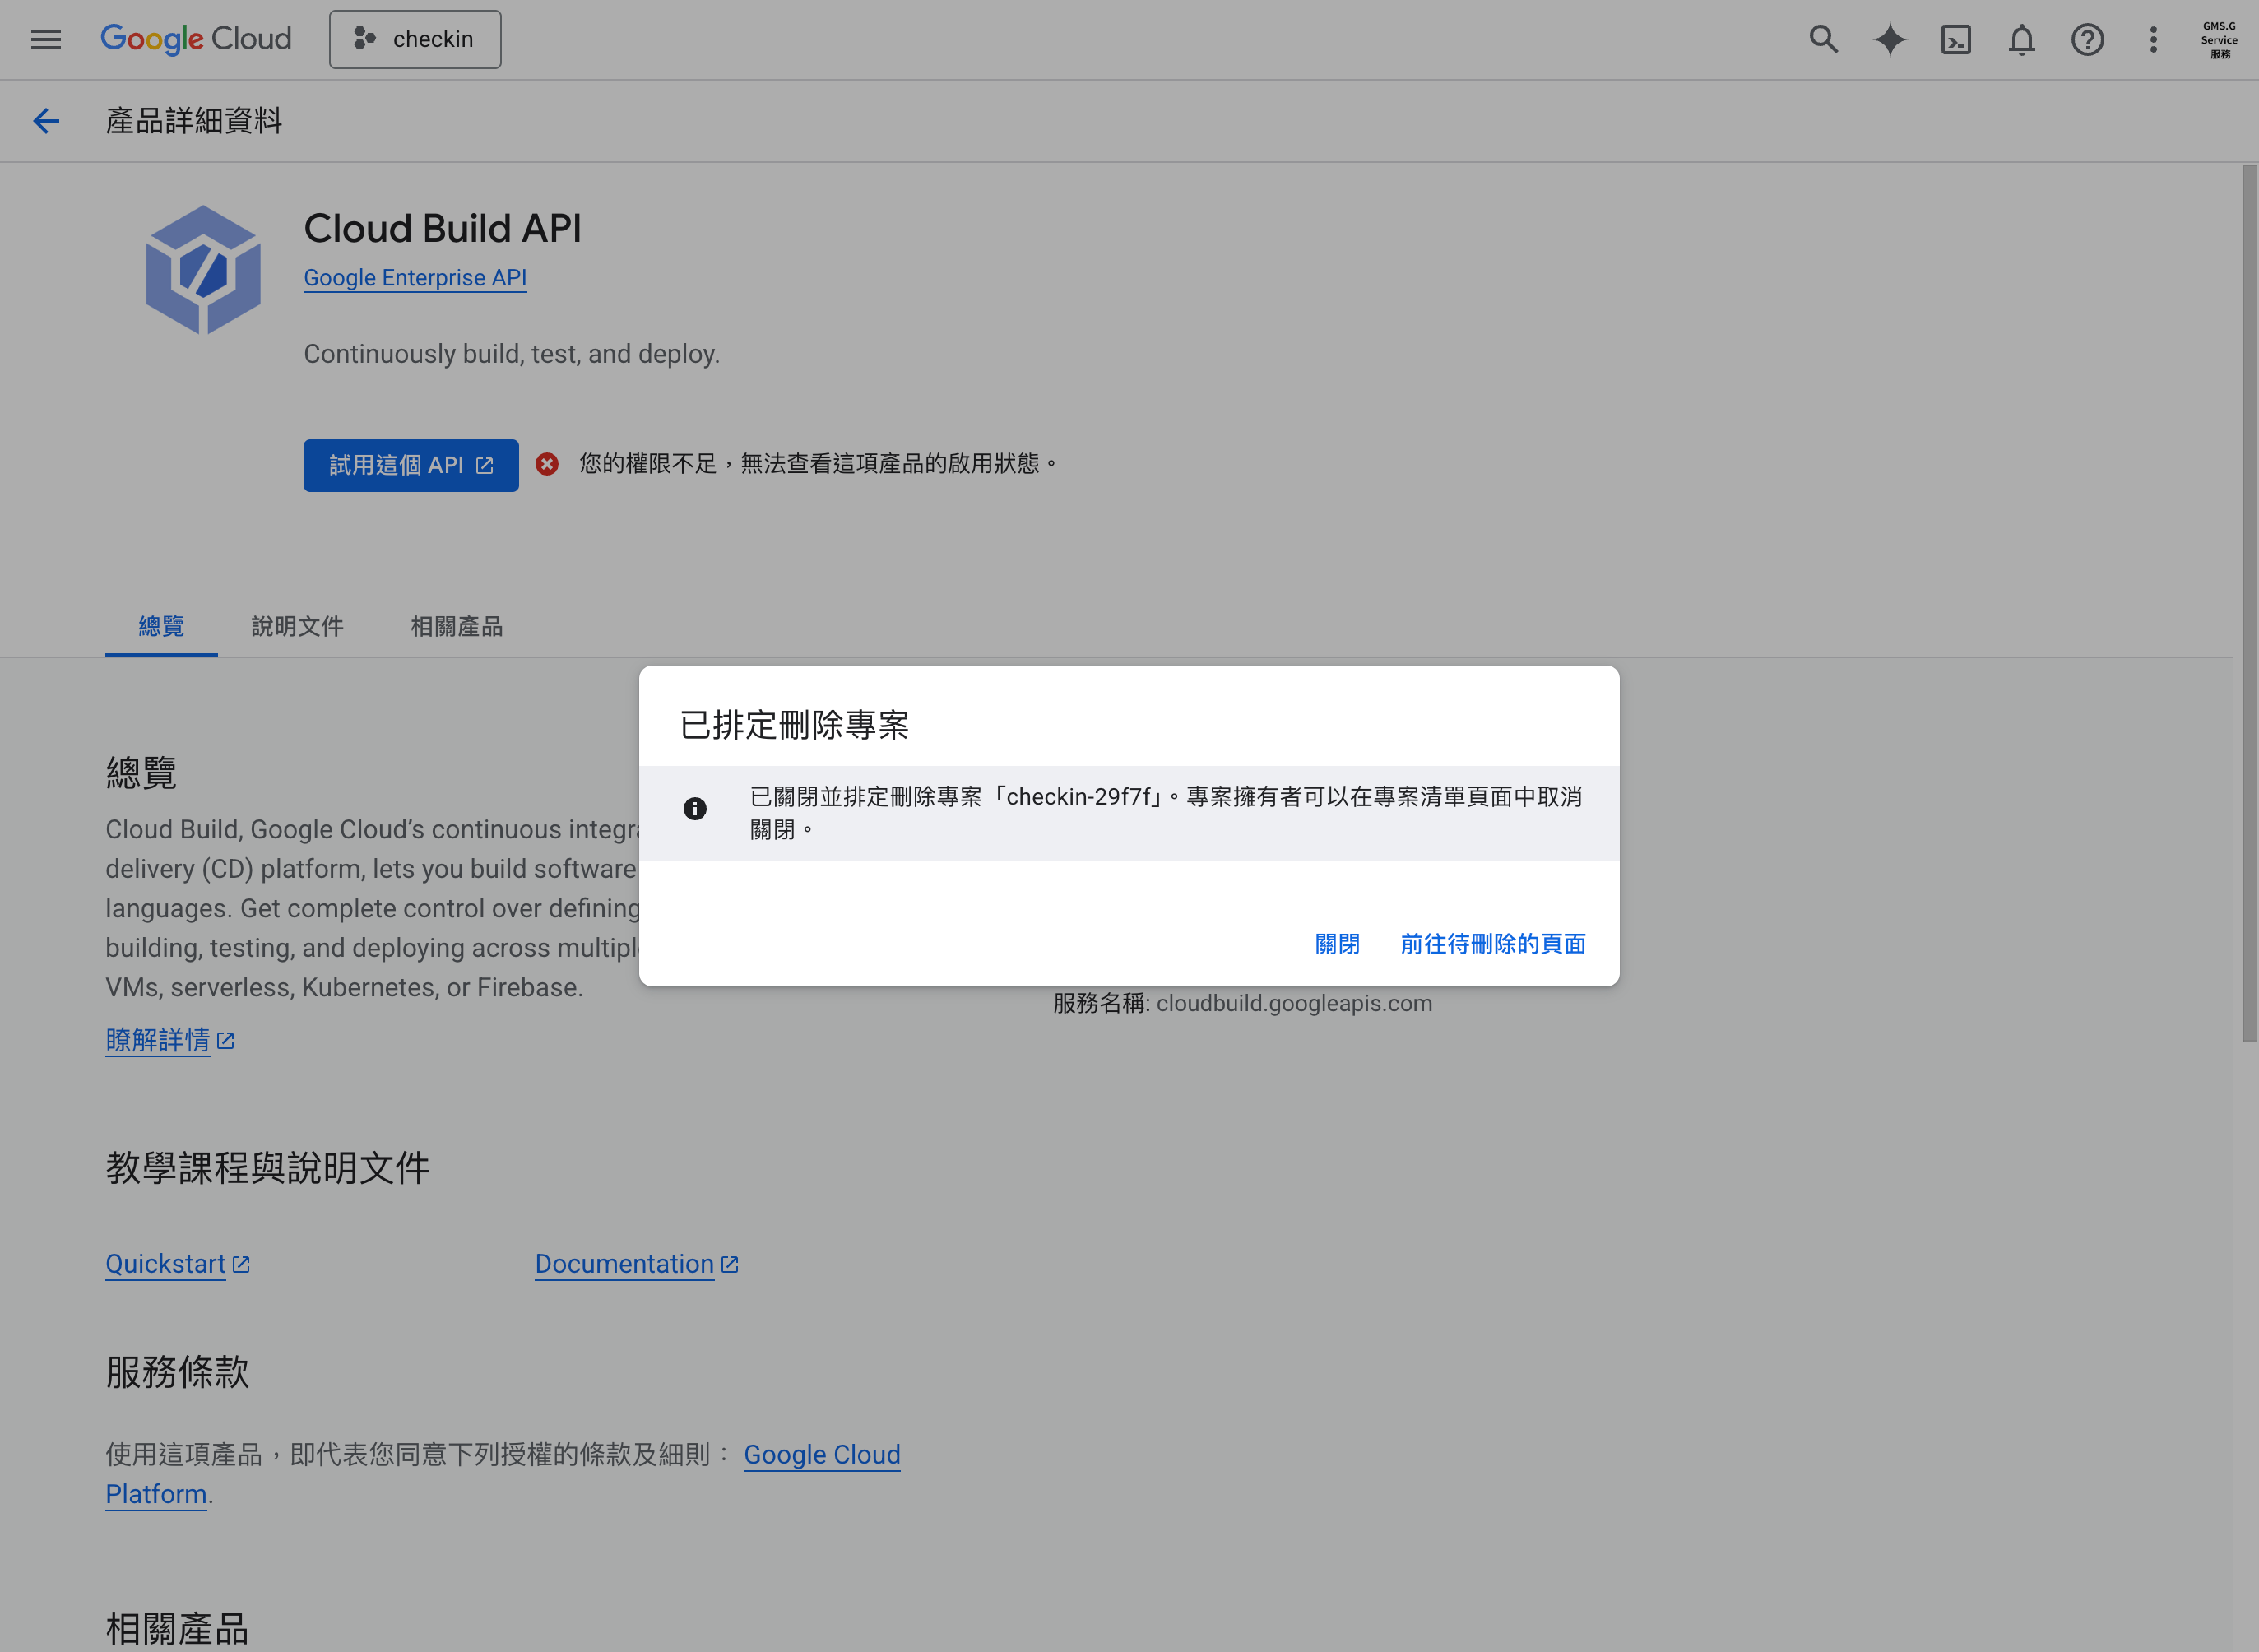 Google Cloud
checkin
GMS.G
Service
服務
產品詳細資料
Cloud Build API
Google Enterprise API
Continuously build, test, and deploy.
試用這個 API
您的權限不足，無法查看這項產品的啟用狀態。
總覽
說明文件
相關產品
已排定刪除專案
已關閉並排定刪除專案「checkin-29f7f」。專案擁有者可以在專案清單頁面中取消
關閉。
關閉
前往待刪除的頁面
總覽
Cloud Build, Google Cloud’s continuous integra
delivery (CD) platform, lets you build software
languages. Get complete control over defining
building, testing, and deploying across multipl
VMs, serverless, Kubernetes, or Firebase.
瞭解詳情
服務名稱: cloudbuild.googleapis.com
教學課程與說明文件
Quickstart
Documentation
服務條款
使用這項產品，即代表您同意下列授權的條款及細則： Google Cloud
Platform.
相關產品